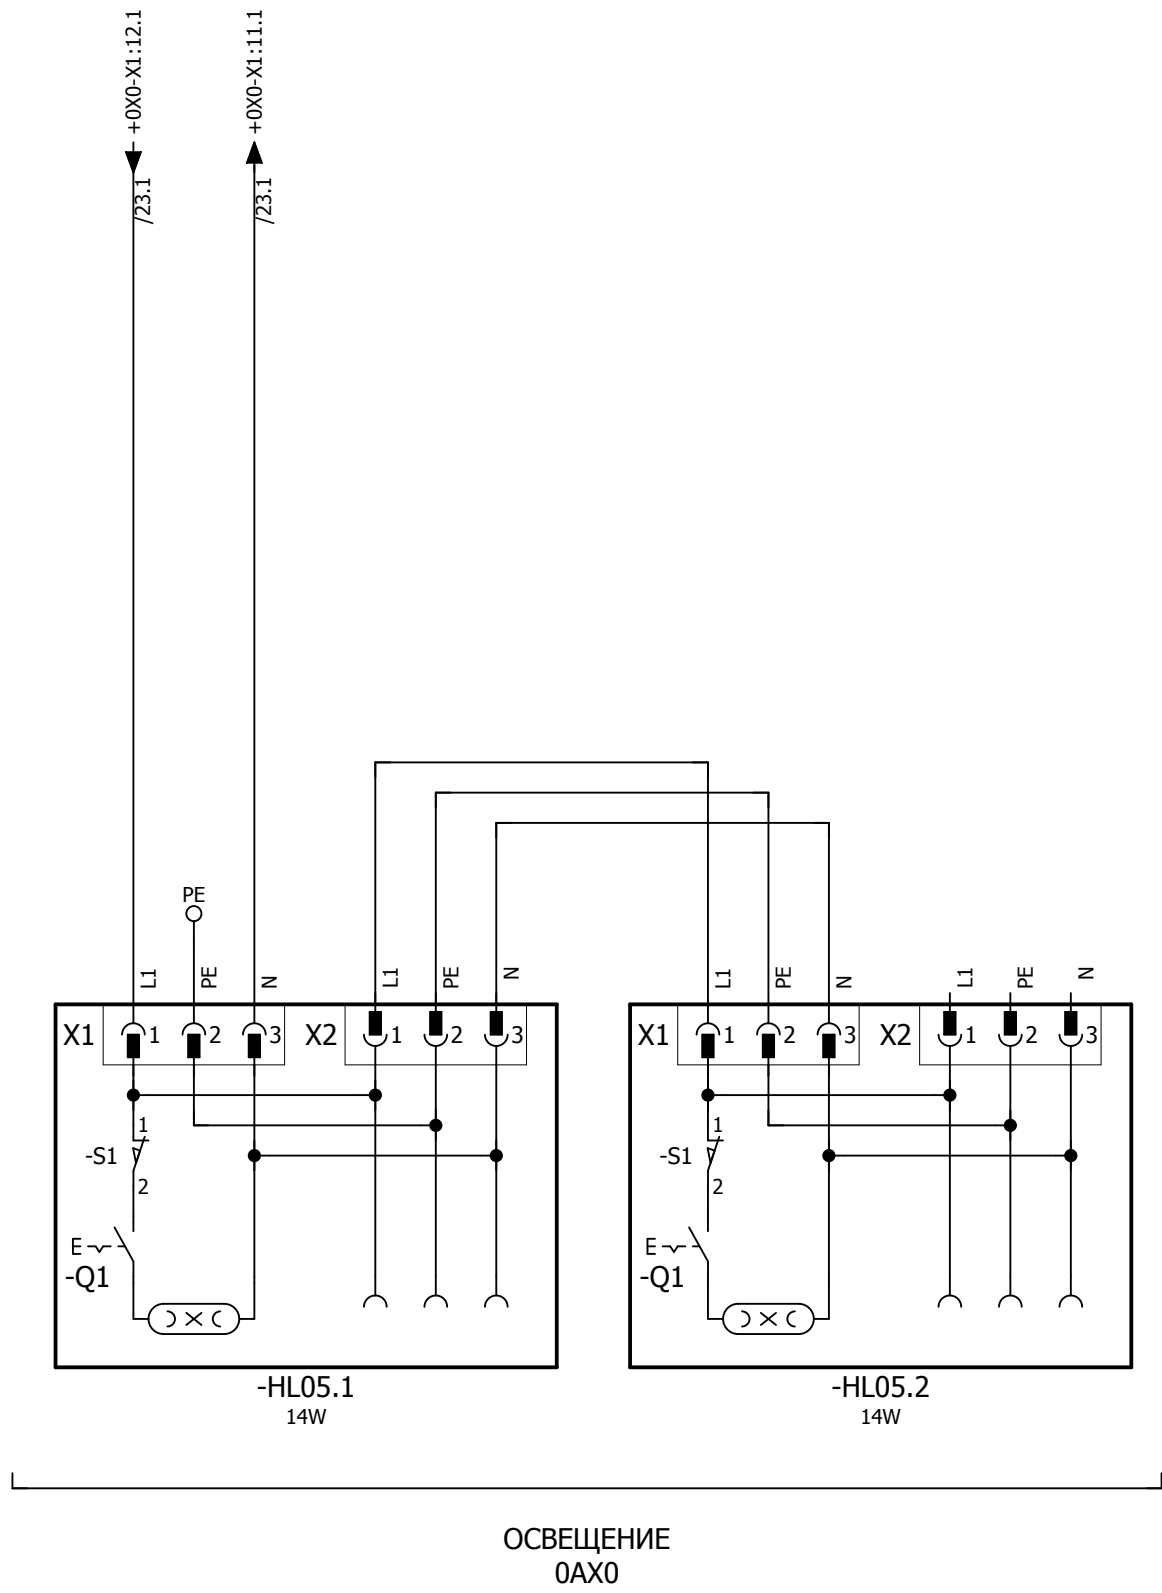 +0X0-X1:12.1
+0X0-X1:11.1
/23.1
/23.1
PE
L1
PE
N
L1
PE
N
L1
PE
N
L1
PE
N
X1
1
2
3
X2
1
2
3
X1
1
2
3
X2
1
2
3
1
-S1
2
E
-Q1
1
-S1
2
E
-Q1
-HL05.1
14W
-HL05.2
14W
ОСВЕЩЕНИЕ
0AX0